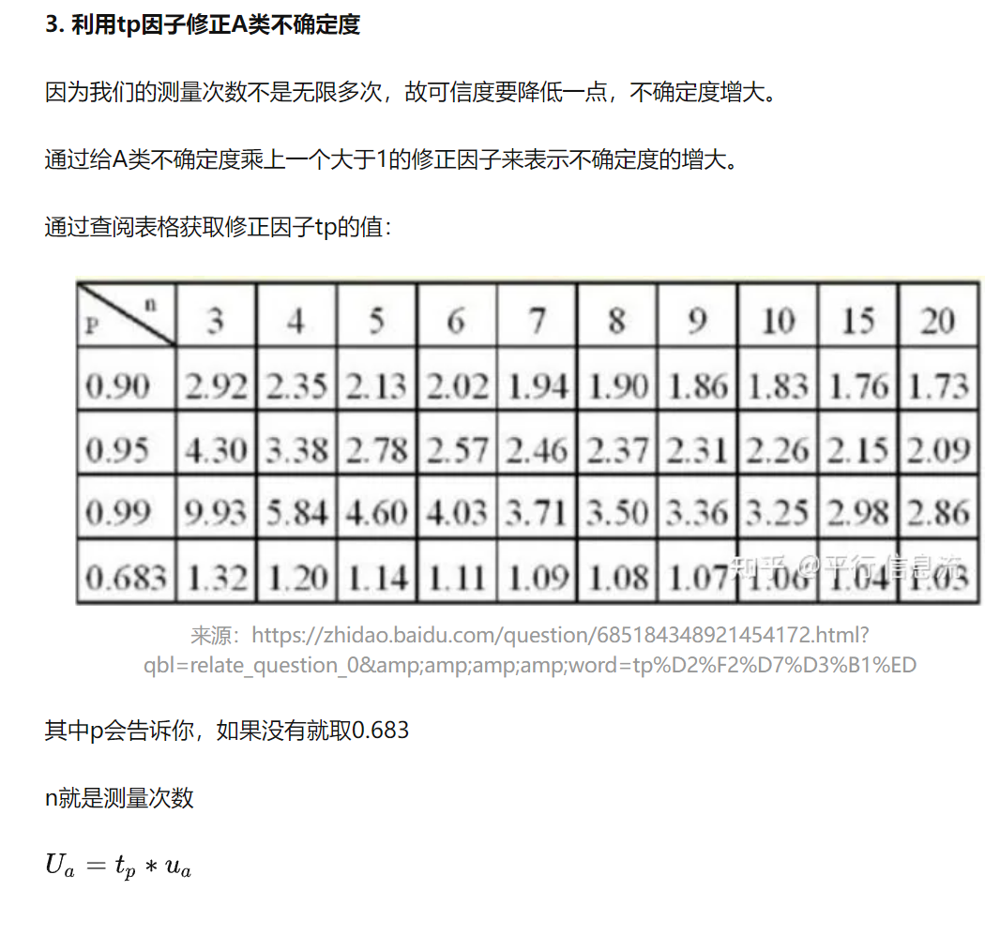 3. 利用tp因子修正A类不确定度
因为我们的测量次数不是无限多次，故可信度要降低一点，不确定度增大。
通过给A类不确定度乘上一个大于1的修正因子来表示不确定度的增大。
通过查阅表格获取修正因子tp的值：
P n 3 4 5 6 7 8 9 10 15 20
0.90 2.92 2.35 2.13 2.02 1.94 1.90 1.86 1.83 1.76 1.73
0.95 4.30 3.38 2.78 2.57 2.46 2.37 2.31 2.26 2.15 2.09
0.99 9.93 5.84 4.60 4.03 3.71 3.50 3.36 3.25 2.98 2.86
0.683 1.32 1.20 1.14 1.11 1.09 1.08 1.07 1.06 1.04 1.03
知乎 @平行信息流
来源：https://zhidao.baidu.com/question/685184348921454172.html?
qbl=relate_question_0&amp;amp;amp;amp;word=tp%D2%F2%D7%D3%B1%ED
其中p会告诉你，如果没有就取0.683
n就是测量次数
U_a = t_p * u_a